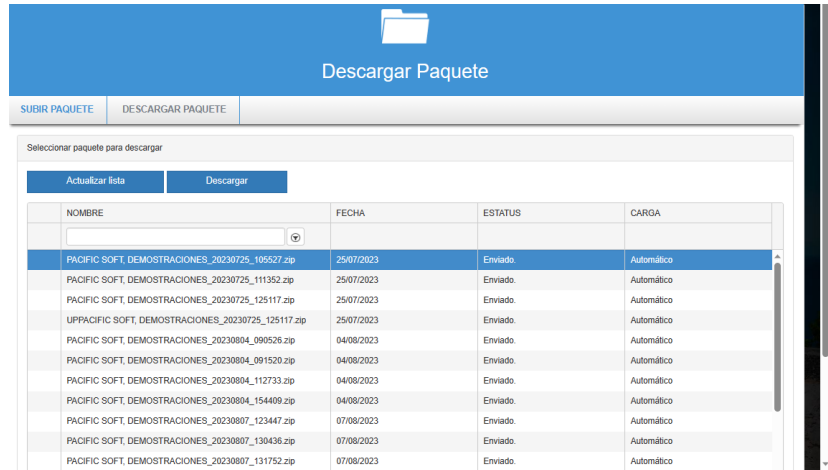 Descargar Paquete
SUBIR PAQUETE DESCARGAR PAQUETE
Seleccionar paquete para descargar
Actualizar lista Descargar
NOMBRE FECHA ESTATUS CARGA
PACIFIC SOFT, DEMOSTRACIONES_20230725_105527.zip 25/07/2023 Enviado. Automático
PACIFIC SOFT, DEMOSTRACIONES_20230725_111352.zip 25/07/2023 Enviado. Automático
PACIFIC SOFT, DEMOSTRACIONES_20230725_125117.zip 25/07/2023 Enviado. Automático
UPPACIFIC SOFT, DEMOSTRACIONES_20230725_125117.zip 25/07/2023 Enviado. Automático
PACIFIC SOFT, DEMOSTRACIONES_20230804_090526.zip 04/08/2023 Enviado. Automático
PACIFIC SOFT, DEMOSTRACIONES_20230804_091520.zip 04/08/2023 Enviado. Automático
PACIFIC SOFT, DEMOSTRACIONES_20230804_112733.zip 04/08/2023 Enviado. Automático
PACIFIC SOFT, DEMOSTRACIONES_20230804_154409.zip 04/08/2023 Enviado. Automático
PACIFIC SOFT, DEMOSTRACIONES_20230807_123447.zip 07/08/2023 Enviado. Automático
PACIFIC SOFT, DEMOSTRACIONES_20230807_130436.zip 07/08/2023 Enviado. Automático
PACIFIC SOFT, DEMOSTRACIONES_20230807_131752.zip 07/08/2023 Enviado. Automático